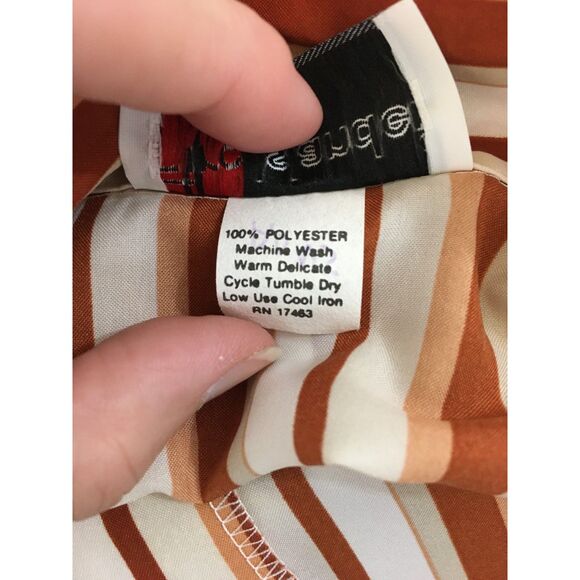 100% POLYESTER
Machine Wash
Warm Delicate
Cycle Tumble Dry
Low Use Cool Iron
RN 17463